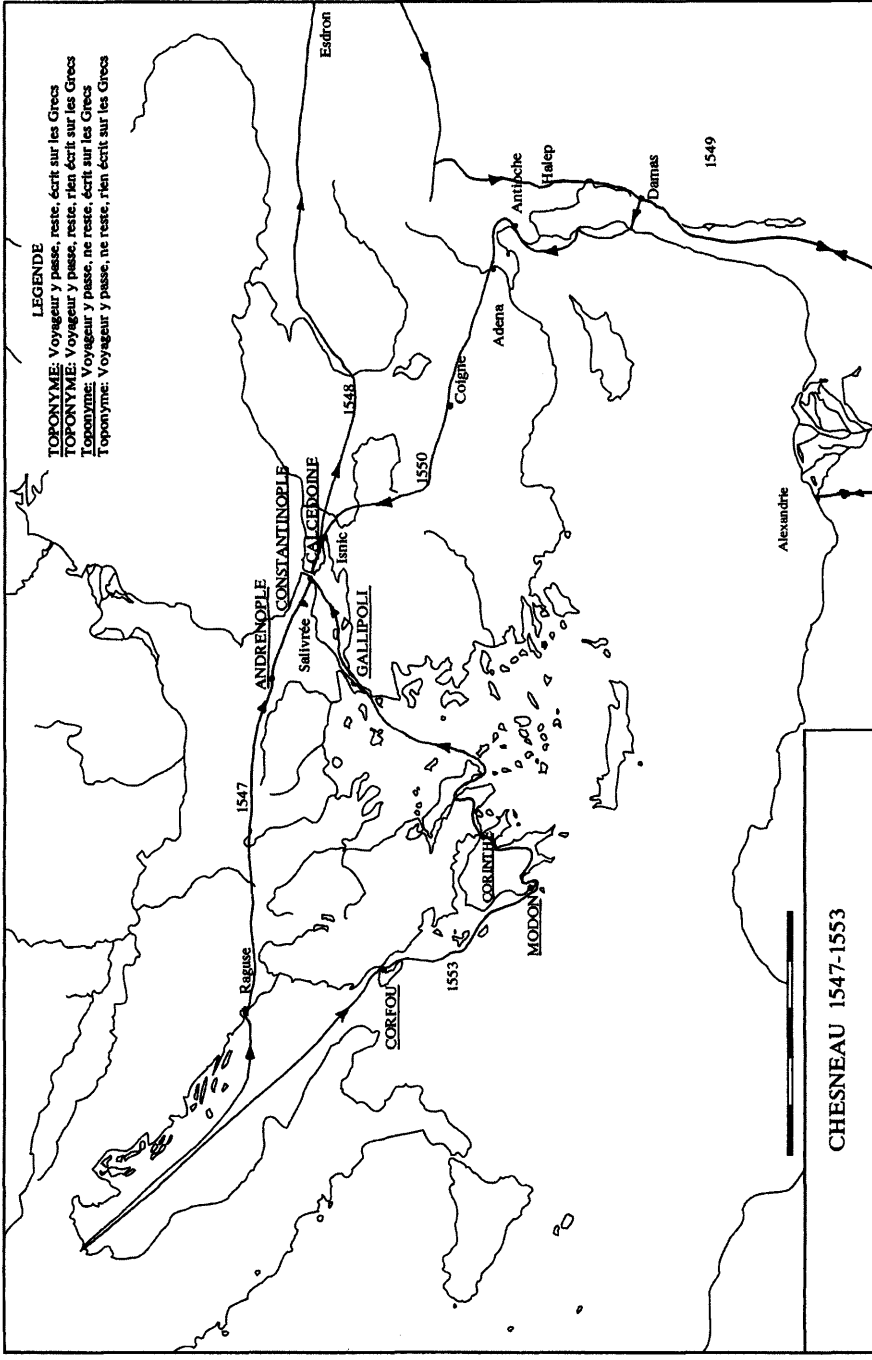 LEGENDE
TOPONYME: Voyageur y passe, reste, écrit sur les Grecs
TOPONYME: Voyageur y passe, reste, rien écrit sur les Grecs
Toponyme: Voyageur y passe, ne reste, écrit sur les Grecs
Toponyme: Voyageur y passe, ne reste, rien écrit sur les Grecs
Esdron
Raguse
1547
ANDRENOPLE
CONSTANTINOPLE
CALCEDOINE
1548
Salivrée
Isnic
GALLIPOLI
1550
Coigne
Adena
Antioche
Halep
Damas
1549
CORFOU
1553
CORINTHE
MODON
Alexandrie
CHESNEAU 1547-1553